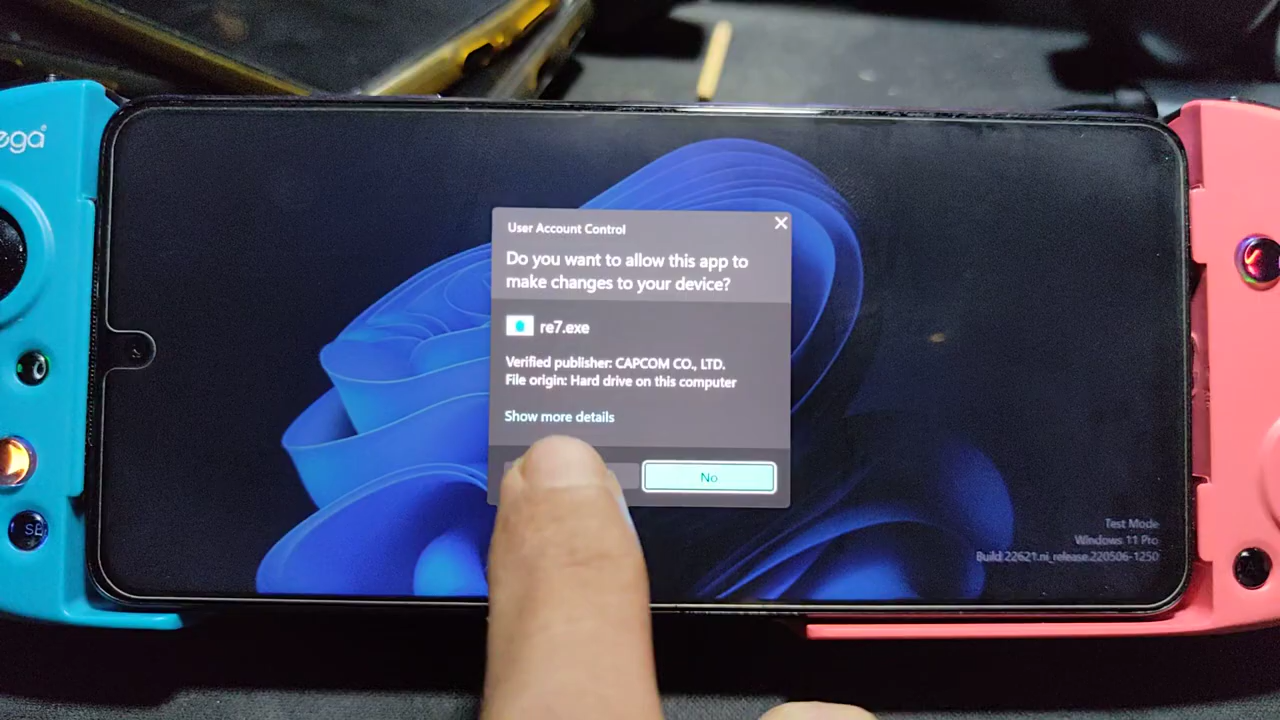 ega
User Account Control
Do you want to allow this app to
make changes to your device?
re7.exe
Verified publisher: CAPCOM CO., LTD.
File origin: Hard drive on this computer
Show more details
No
SE
Test Mode
Windows 11 Pro
Build 22621.ni_release.220506-1250